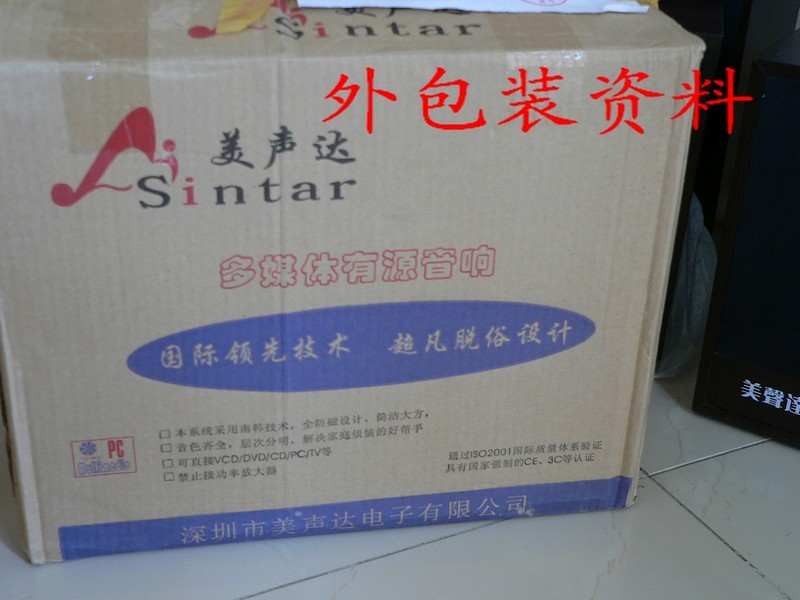 Sintar
外包装资料
美声达
Sintar
多媒体有源音响
国际领先技术 超凡脱俗设计
□本系统采用南韩技术，全防磁设计，简洁大方，
□音色齐全，层次分明，解决家庭烦恼的好帮手
□可直接VCD/DVD/CD/PC/TV等
□禁止接功率放大器
PC
Multimedia
通过ISO2001国际质量体系验证
具有国家强制的CE、3C等认证
深圳市美声达电子有限公司
美聲達